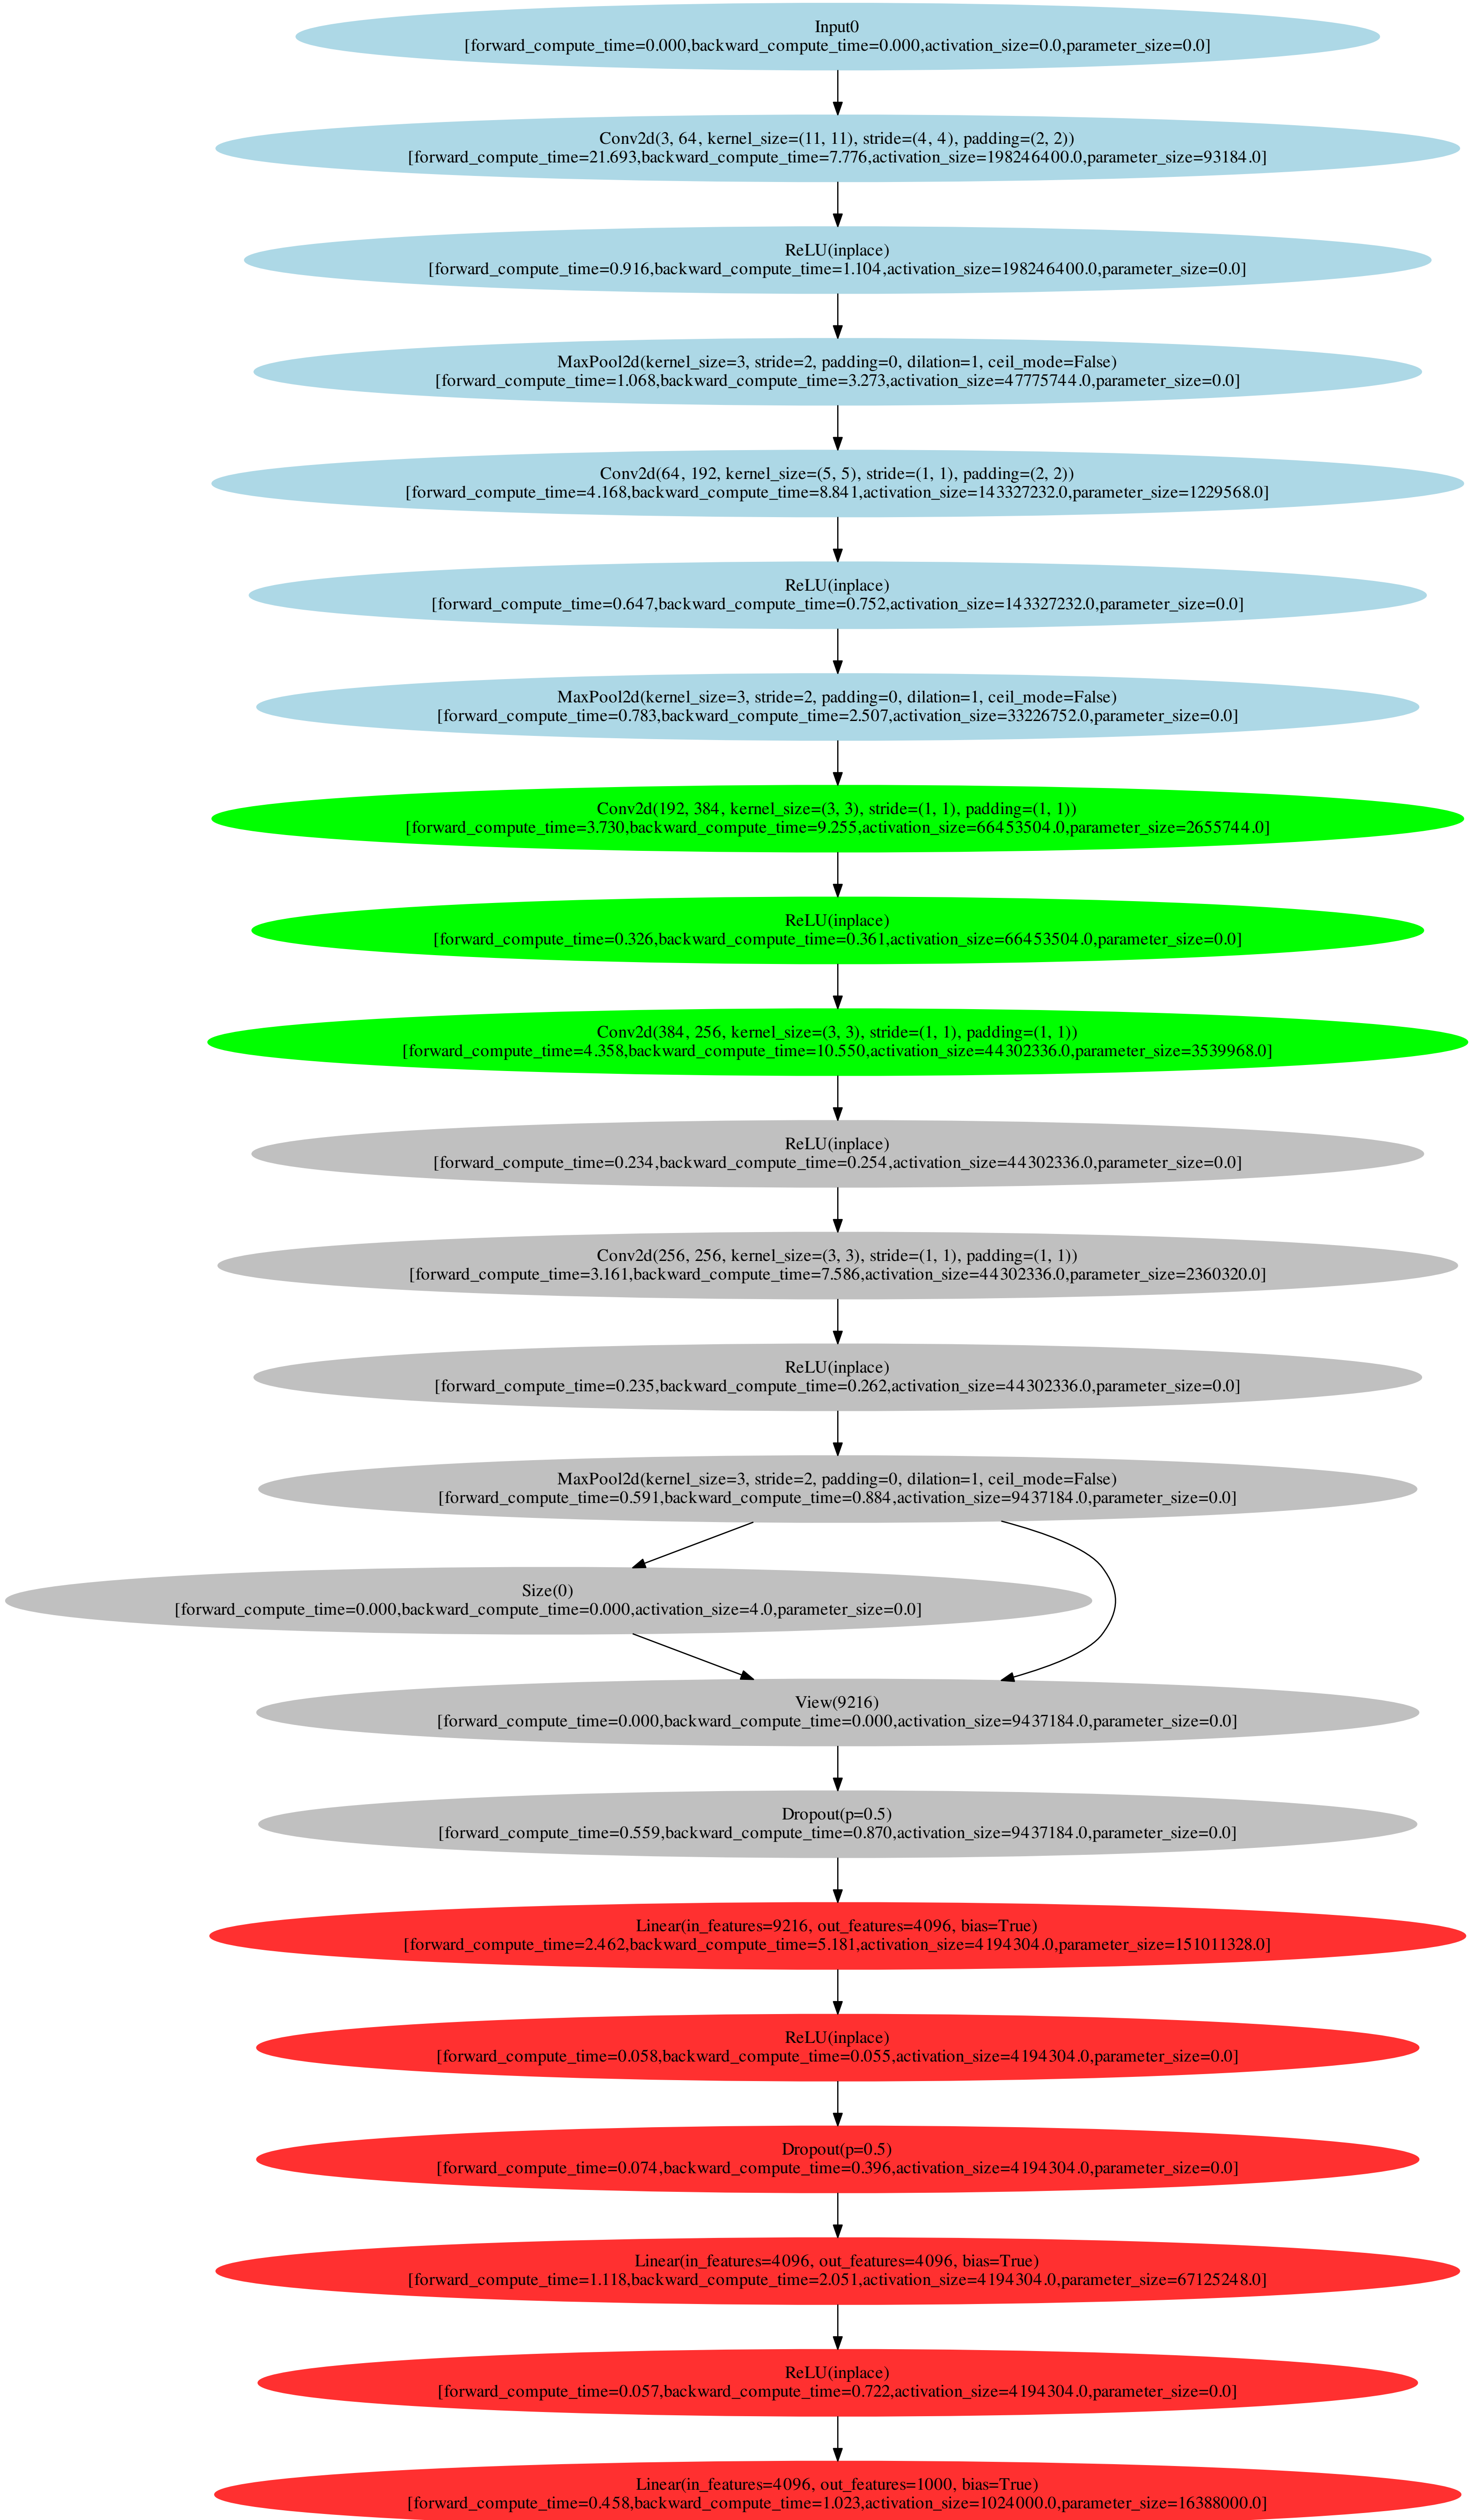 Input0
[forward_compute_time=0.000,backward_compute_time=0.000,activation_size=0.0,parameter_size=0.0]
Conv2d(3, 64, kernel_size=(11, 11), stride=(4, 4), padding=(2, 2))
[forward_compute_time=21.693,backward_compute_time=7.776,activation_size=198246400.0,parameter_size=93184.0]
ReLU(inplace)
[forward_compute_time=0.916,backward_compute_time=1.104,activation_size=198246400.0,parameter_size=0.0]
MaxPool2d(kernel_size=3, stride=2, padding=0, dilation=1, ceil_mode=False)
[forward_compute_time=1.068,backward_compute_time=3.273,activation_size=47775744.0,parameter_size=0.0]
Conv2d(64, 192, kernel_size=(5, 5), stride=(1, 1), padding=(2, 2))
[forward_compute_time=4.168,backward_compute_time=8.841,activation_size=143327232.0,parameter_size=1229568.0]
ReLU(inplace)
[forward_compute_time=0.647,backward_compute_time=0.752,activation_size=143327232.0,parameter_size=0.0]
MaxPool2d(kernel_size=3, stride=2, padding=0, dilation=1, ceil_mode=False)
[forward_compute_time=0.783,backward_compute_time=2.507,activation_size=33226752.0,parameter_size=0.0]
Conv2d(192, 384, kernel_size=(3, 3), stride=(1, 1), padding=(1, 1))
[forward_compute_time=3.730,backward_compute_time=9.255,activation_size=66453504.0,parameter_size=2655744.0]
ReLU(inplace)
[forward_compute_time=0.326,backward_compute_time=0.361,activation_size=66453504.0,parameter_size=0.0]
Conv2d(384, 256, kernel_size=(3, 3), stride=(1, 1), padding=(1, 1))
[forward_compute_time=4.358,backward_compute_time=10.550,activation_size=44302336.0,parameter_size=3539968.0]
ReLU(inplace)
[forward_compute_time=0.234,backward_compute_time=0.254,activation_size=44302336.0,parameter_size=0.0]
Conv2d(256, 256, kernel_size=(3, 3), stride=(1, 1), padding=(1, 1))
[forward_compute_time=3.161,backward_compute_time=7.586,activation_size=44302336.0,parameter_size=2360320.0]
ReLU(inplace)
[forward_compute_time=0.235,backward_compute_time=0.262,activation_size=44302336.0,parameter_size=0.0]
MaxPool2d(kernel_size=3, stride=2, padding=0, dilation=1, ceil_mode=False)
[forward_compute_time=0.591,backward_compute_time=0.884,activation_size=9437184.0,parameter_size=0.0]
Size(0)
[forward_compute_time=0.000,backward_compute_time=0.000,activation_size=4.0,parameter_size=0.0]
View(9216)
[forward_compute_time=0.000,backward_compute_time=0.000,activation_size=9437184.0,parameter_size=0.0]
Dropout(p=0.5)
[forward_compute_time=0.559,backward_compute_time=0.870,activation_size=9437184.0,parameter_size=0.0]
Linear(in_features=9216, out_features=4096, bias=True)
[forward_compute_time=2.462,backward_compute_time=5.181,activation_size=4194304.0,parameter_size=151011328.0]
ReLU(inplace)
[forward_compute_time=0.058,backward_compute_time=0.055,activation_size=4194304.0,parameter_size=0.0]
Dropout(p=0.5)
[forward_compute_time=0.074,backward_compute_time=0.396,activation_size=4194304.0,parameter_size=0.0]
Linear(in_features=4096, out_features=4096, bias=True)
[forward_compute_time=1.118,backward_compute_time=2.051,activation_size=4194304.0,parameter_size=67125248.0]
ReLU(inplace)
[forward_compute_time=0.057,backward_compute_time=0.722,activation_size=4194304.0,parameter_size=0.0]
Linear(in_features=4096, out_features=1000, bias=True)
[forward_compute_time=0.458,backward_compute_time=1.023,activation_size=1024000.0,parameter_size=16388000.0]